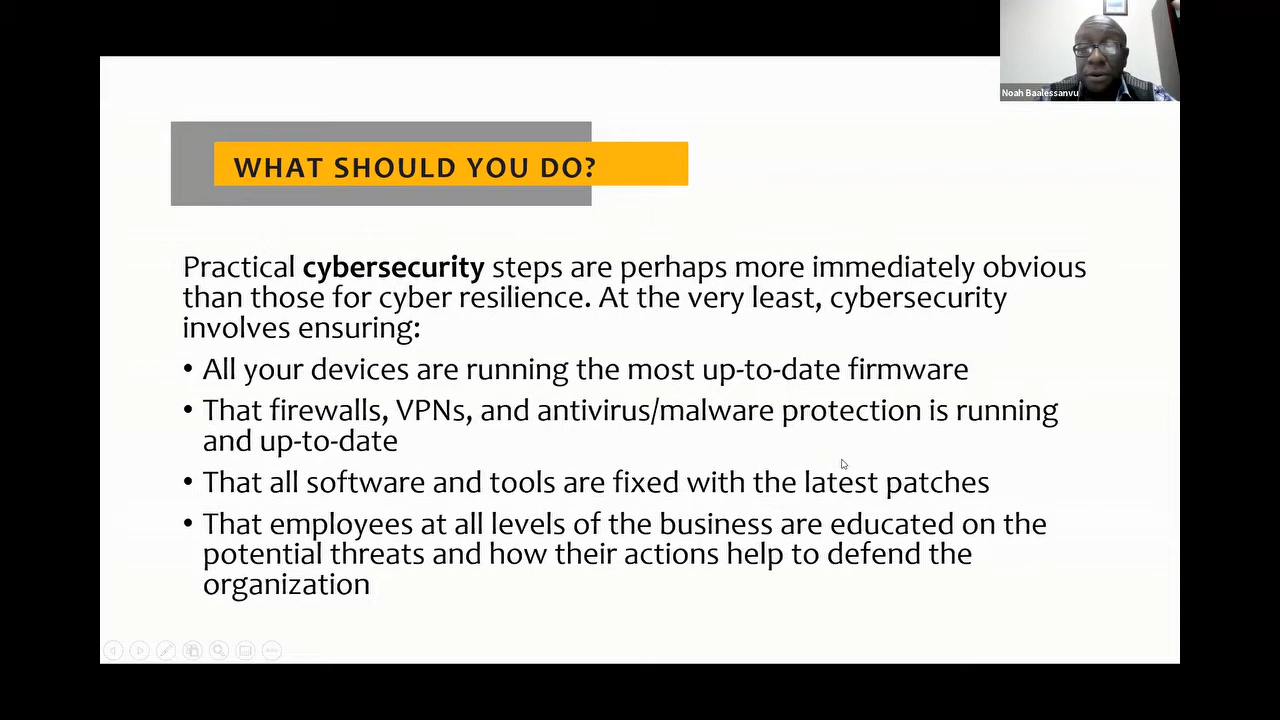 Noah Baalessanvu
WHAT SHOULD YOU DO?
Practical cybersecurity steps are perhaps more immediately obvious
than those for cyber resilience. At the very least, cybersecurity
involves ensuring:
• All your devices are running the most up-to-date firmware
• That firewalls, VPNs, and antivirus/malware protection is running
and up-to-date
• That all software and tools are fixed with the latest patches
• That employees at all levels of the business are educated on the
potential threats and how their actions help to defend the
organization